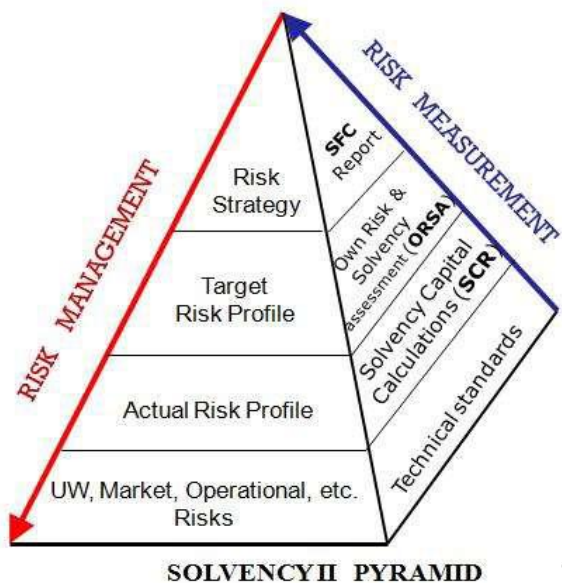 RISK MANAGEMENT
RISK MEASUREMENT
Risk
Strategy
Target
Risk Profile
Actual Risk Profile
UW, Market, Operational, etc.
Risks
SFC
Report
Own Risk &
Solvency
assessment (ORSA)
Solvency Capital
Calculations (SCR)
Technical standards
SOLVENCY II PYRAMID